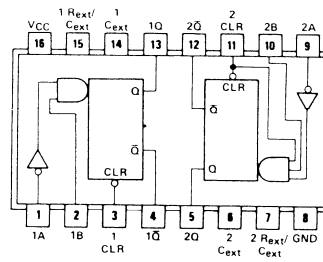 1 Rext/ 1 2
VCC Cext Cext 1Q 2Q̄ CLR 2B 2A
16 15 14 13 12 11 10 9
CLR
Q Q̄
Q̄ Q
CLR
1 2 3 4 5 6 7 8
1A 1B 1 1Q̄ 2Q 2 2 Rext/ GND
CLR Cext Cext